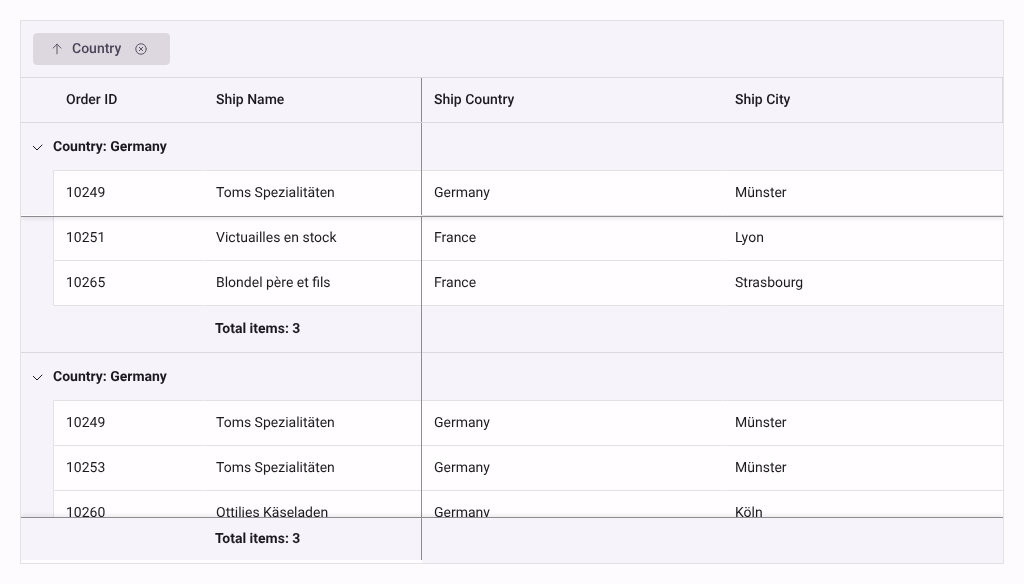 Country
Order ID Ship Name Ship Country Ship City
Country: Germany
10249 Toms Spezialitäten Germany Münster
10251 Victuailles en stock France Lyon
10265 Blondel père et fils France Strasbourg
Total items: 3
Country: Germany
10249 Toms Spezialitäten Germany Münster
10253 Toms Spezialitäten Germany Münster
10260 Ottilies Käseladen Germany Köln
Total items: 3